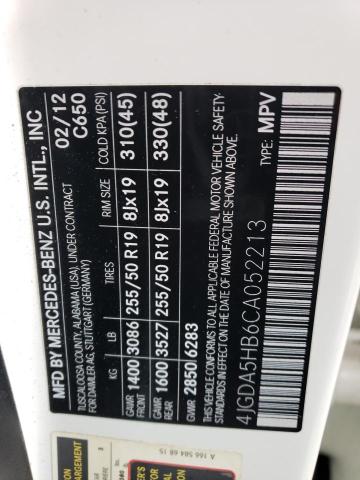 MFD BY MERCEDES-BENZ U.S. INTL., INC
TUSCALOOSA COUNTY, ALABAMA (USA) UNDER CONTRACT
FOR DAIMLER AG, STUTTGART (GERMANY)
02/12
C650
KG LB TIRES RIM SIZE COLD KPA (PSI)
GAWR FRONT 1400 3086 255/50 R19 8Jx19 310(45)
GAWR REAR 1600 3527 255/50 R19 8Jx19 330(48)
GVWR 2850 6283
THIS VEHICLE CONFORMS TO ALL APPLICABLE FEDERAL MOTOR VEHICLE SAFETY
STANDARDS IN EFFECT ON THE DATE OF MANUFACTURE SHOWN ABOVE.
4JGDA5HB6CA052213 TYPE: MPV
A 166 584 68 15